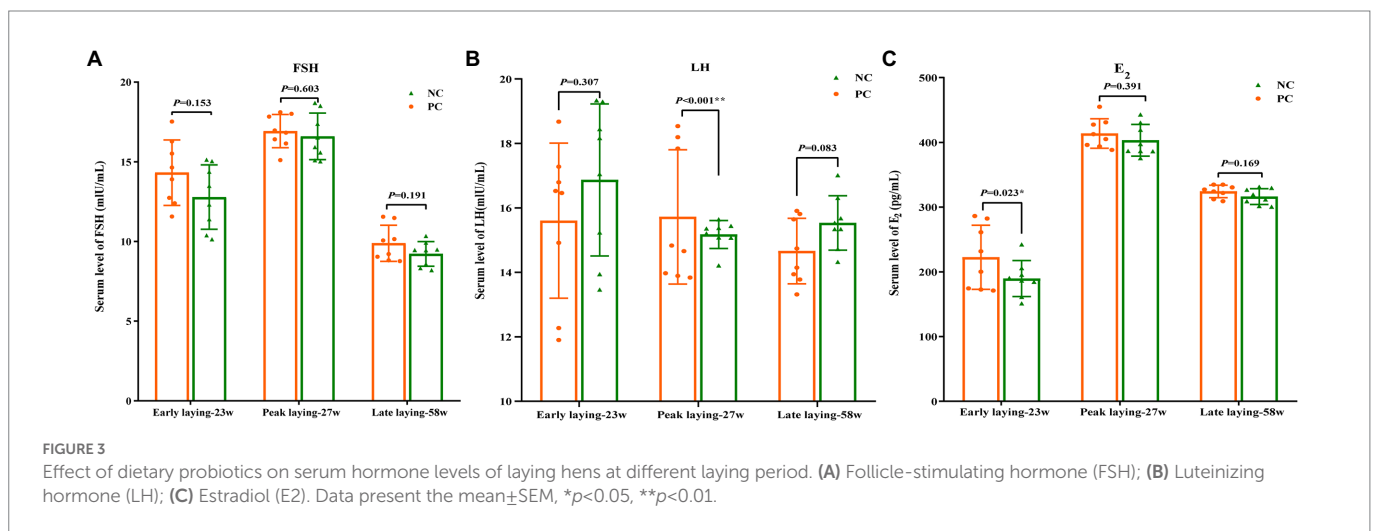 A
FSH
NC
PC
P=0.153
P=0.603
P=0.191
Serum level of FSH (mIU/mL)
20
15
10
5
0
Early laying-23w
Peak laying-27w
Late laying-58w
B
LH
NC
PC
P=0.307
P<0.001**
P=0.083
Serum level of LH(mIU/mL)
20
18
16
14
12
10
Early laying-23w
Peak laying-27w
Late laying-58w
C
E2
NC
PC
P=0.023*
P=0.391
P=0.169
Serum level of E2 (pg/mL)
500
400
300
200
100
0
Early laying-23w
Peak laying-27w
Late laying-58w
FIGURE 3
Effect of dietary probiotics on serum hormone levels of laying hens at different laying period. (A) Follicle-stimulating hormone (FSH); (B) Luteinizing
hormone (LH); (C) Estradiol (E2). Data present the mean±SEM, *p<0.05, **p<0.01.